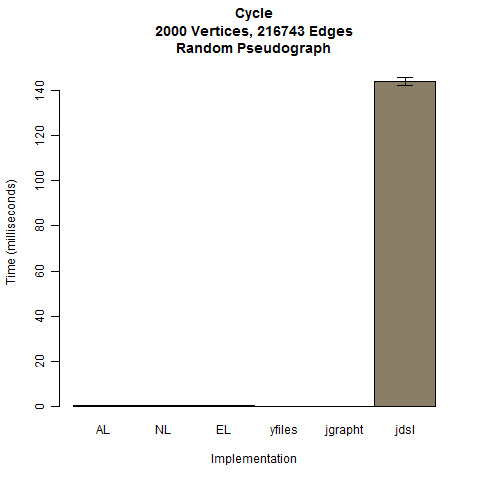 Cycle
2000 Vertices, 216743 Edges
Random Pseudograph
140
120
100
80
60
40
20
0
Time (milliseconds)
AL NL EL yfiles jgrapht jdsl
Implementation